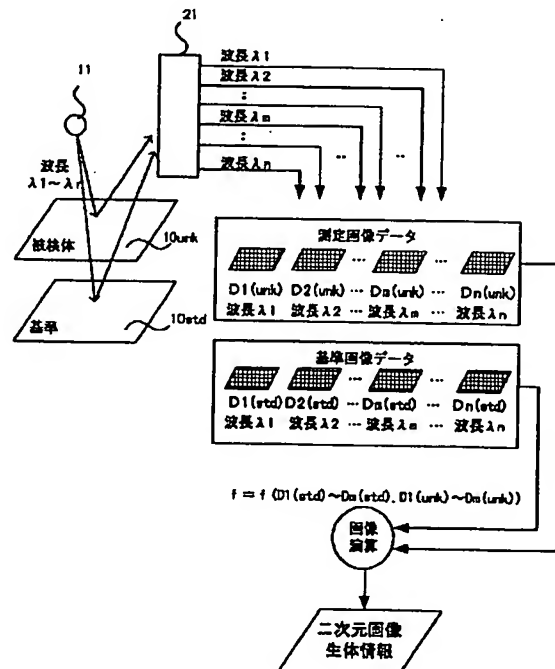 21
11
波長λ1
波長λ2
:
波長λm
:
波長λn
‥
‥
波長
λ1～λn
被検体
10unk
基準
10std
測定画像データ
D1(unk) D2(unk) … Dm(unk) … Dn(unk)
波長λ1 波長λ2 … 波長λm … 波長λn
基準画像データ
D1(std) D2(std) … Dm(std) … Dn(std)
波長λ1 波長λ2 … 波長λm … 波長λn
f = f (D1(std)～Dm(std), D1(unk)～Dm(unk))
画像
演算
二次元画像
生体情報